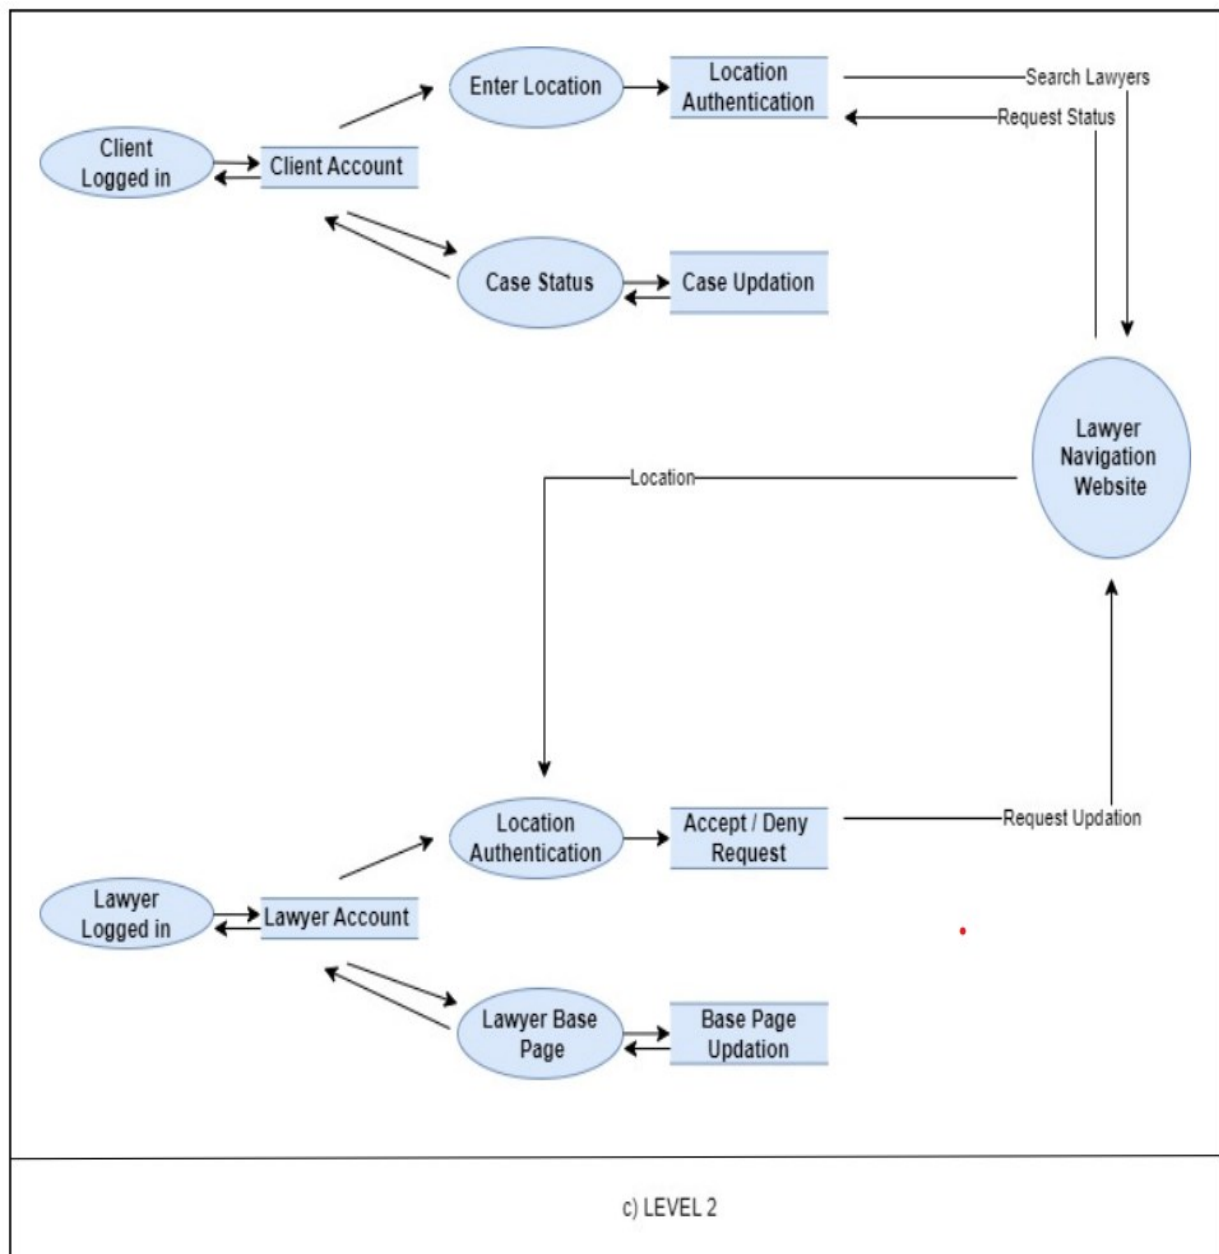 Enter Location
Location
Authentication
Search Lawyers
Request Status
Client
Logged in
Client Account
Case Status
Case Updation
Lawyer
Navigation
Website
Location
Location
Authentication
Accept / Deny
Request
Request Updation
Lawyer
Logged in
Lawyer Account
Lawyer Base
Page
Base Page
Updation
c) LEVEL 2